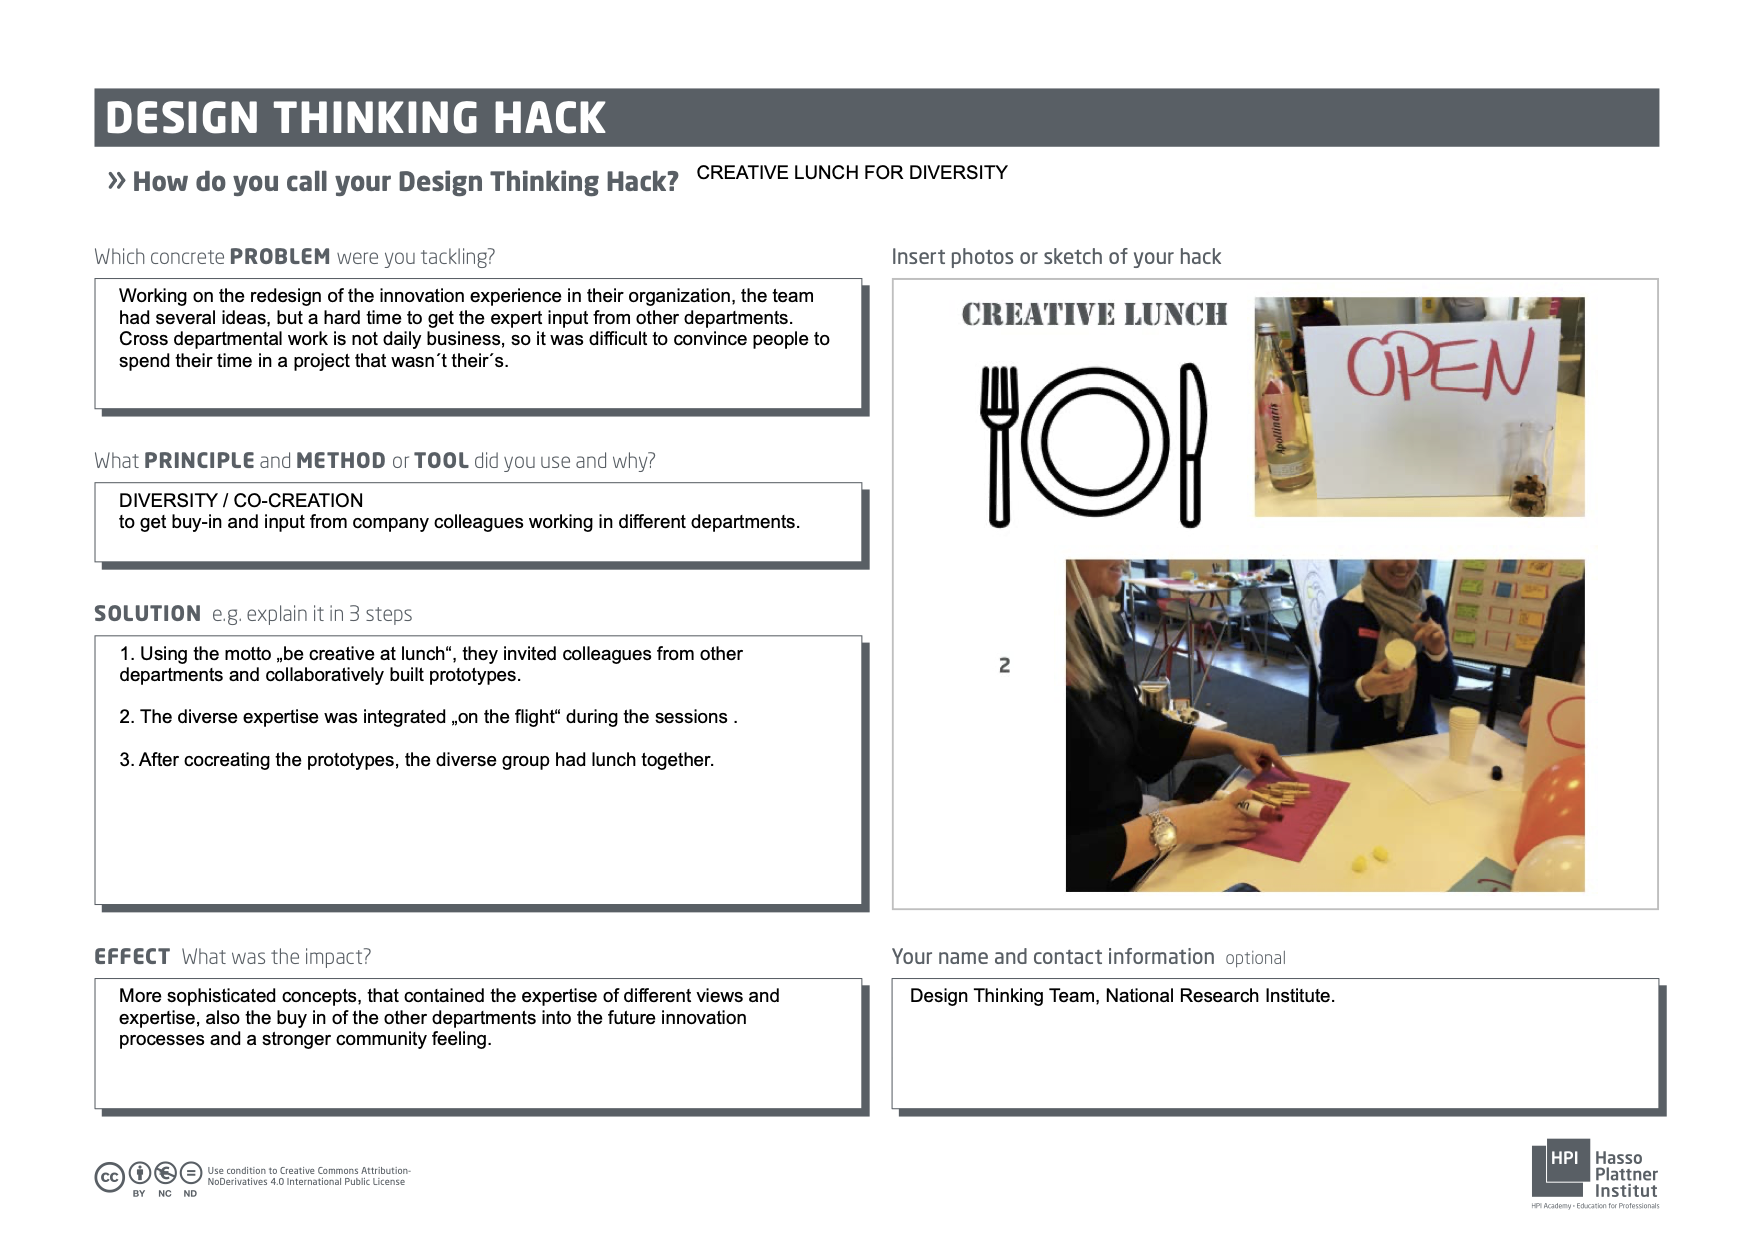 DESIGN THINKING HACK
» How do you call your Design Thinking Hack? CREATIVE LUNCH FOR DIVERSITY
Which concrete PROBLEM were you tackling?
Working on the redesign of the innovation experience in their organization, the team
had several ideas, but a hard time to get the expert input from other departments.
Cross departmental work is not daily business, so it was difficult to convince people to
spend their time in a project that wasn´t their´s.
What PRINCIPLE and METHOD or TOOL did you use and why?
DIVERSITY / CO-CREATION
to get buy-in and input from company colleagues working in different departments.
SOLUTION e.g. explain it in 3 steps
1. Using the motto „be creative at lunch“, they invited colleagues from other
departments and collaboratively built prototypes.
2. The diverse expertise was integrated „on the flight“ during the sessions .
3. After cocreating the prototypes, the diverse group had lunch together.
EFFECT What was the impact?
More sophisticated concepts, that contained the expertise of different views and
expertise, also the buy in of the other departments into the future innovation
processes and a stronger community feeling.
Insert photos or sketch of your hack
CREATIVE LUNCH
OPEN
Apollinaris
2
Your name and contact information optional
Design Thinking Team, National Research Institute.
cc
BY NC ND
Use condition to Creative Commons Attribution-
NoDerivatives 4.0 International Public License
HPI
Hasso
Plattner
Institut
HPI Academy - Education for Professionals